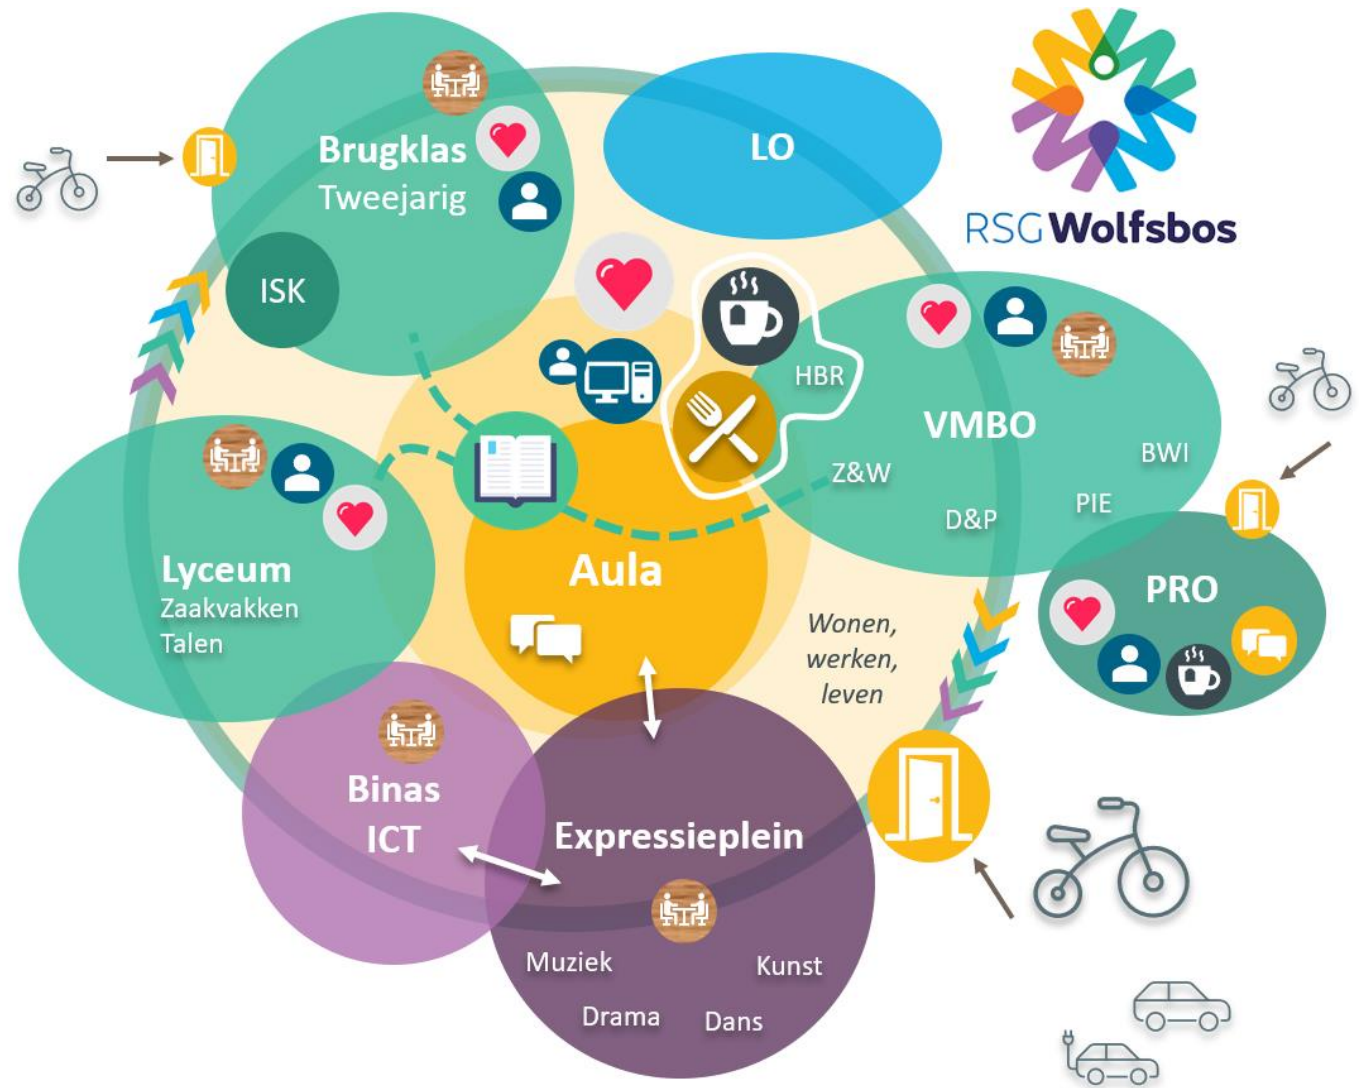 Brugklas
Tweejarig
ISK
LO
RSG Wolfsbos
HBR
VMBO
Z&W
BWI
D&P
PIE
PRO
Lyceum
Zaakvakken
Talen
Aula
Wonen,
werken,
leven
Binas
ICT
Expressieplein
Muziek
Kunst
Drama
Dans